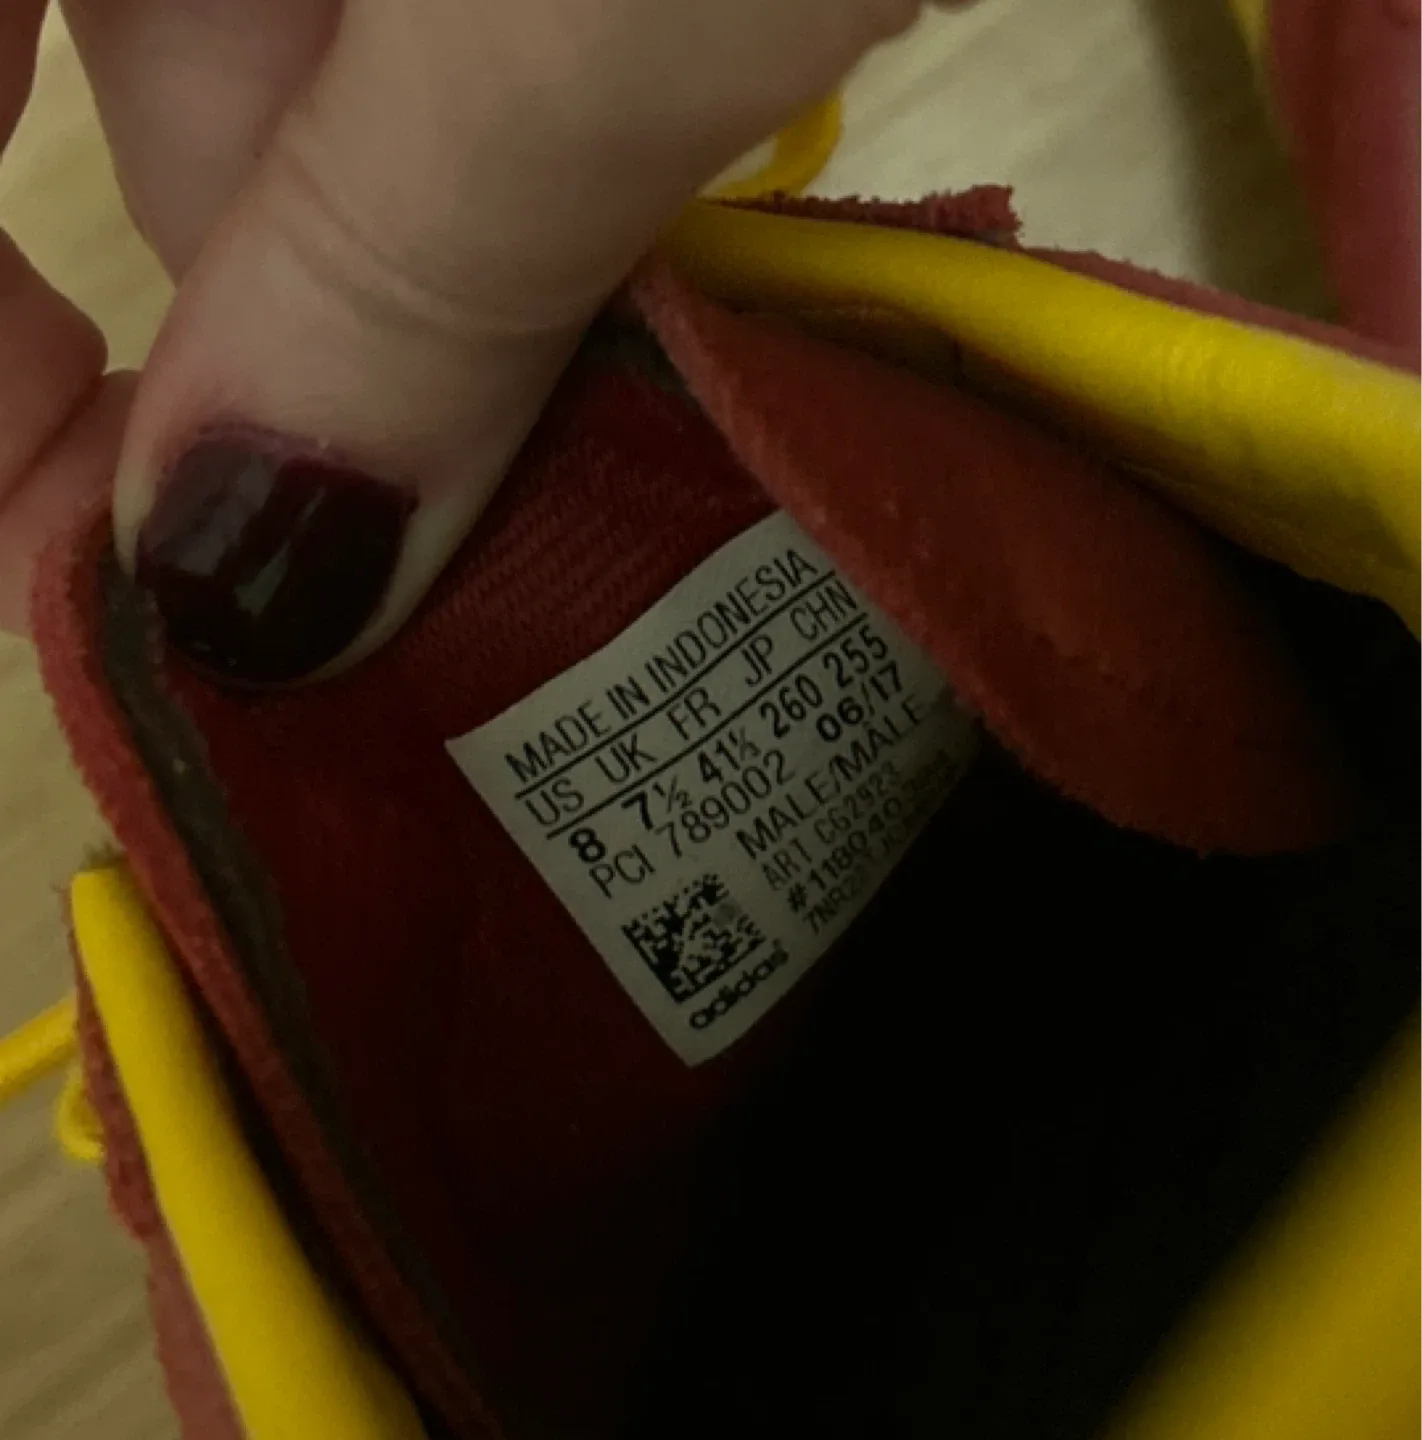 MADE IN INDONESIA
US UK FR JP CHN
8 7½ 41⅓ 260 255
PCI 789002 06/17
MALE/MALE
ART CG2923
adidas